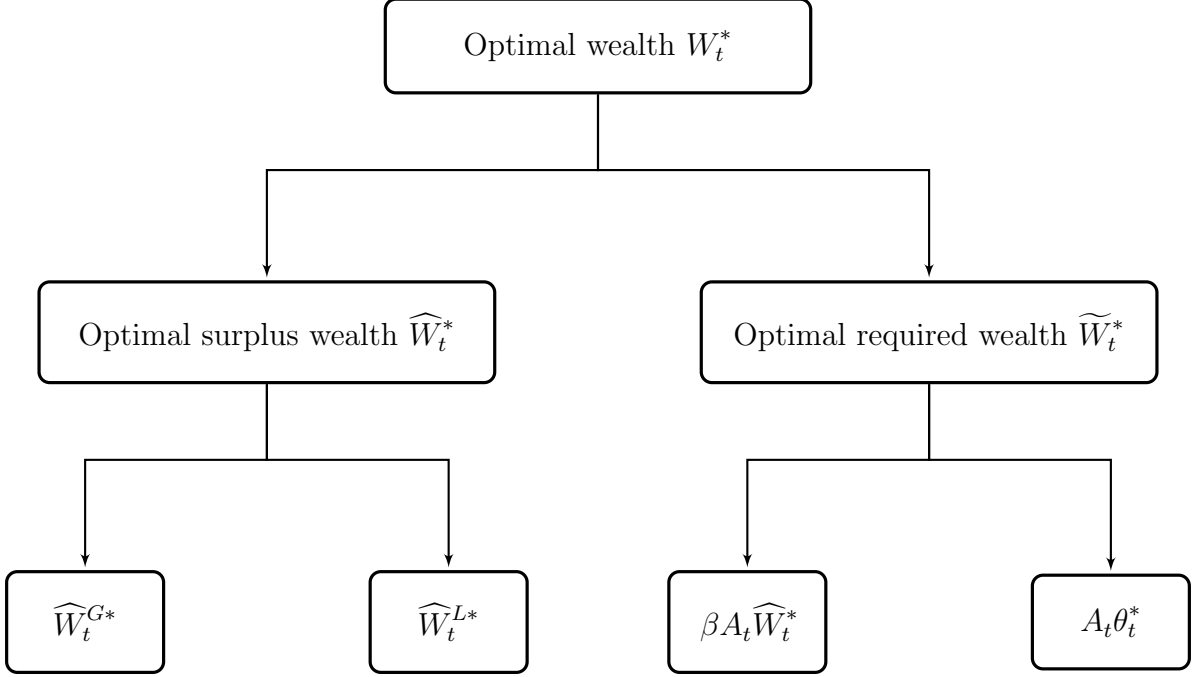 Optimal wealth $W_t^*$
Optimal surplus wealth $\widehat{W}_t^*$
Optimal required wealth $\widetilde{W}_t^*$
$\widehat{W}_t^{G*}$
$\widehat{W}_t^{L*}$
$\beta A_t \widehat{W}_t^*$
$A_t \theta_t^*$